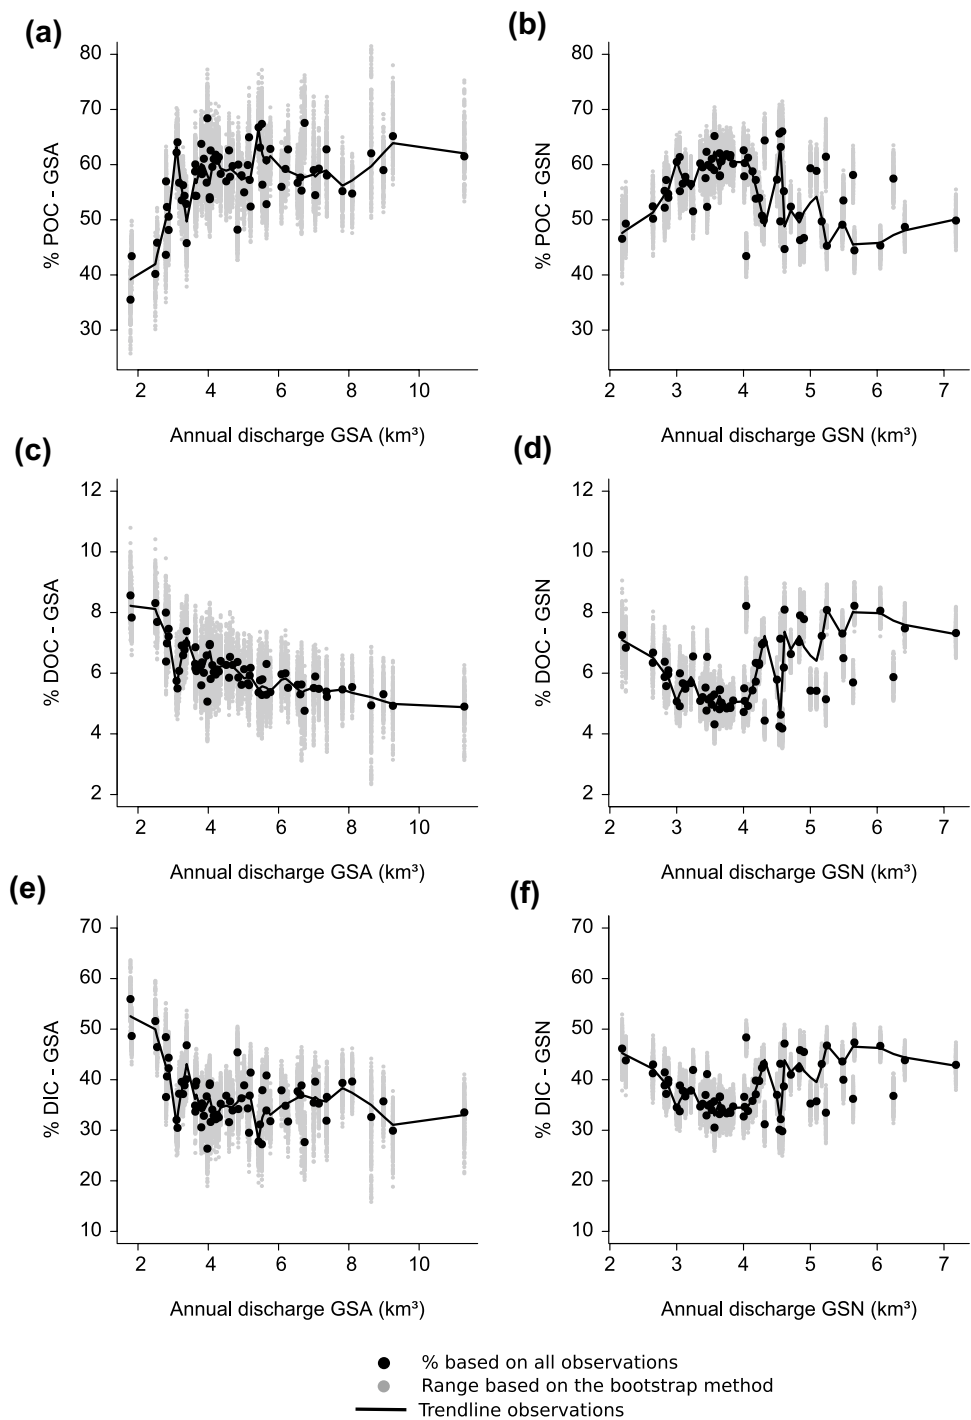 (a)
% POC - GSA
80
70
60
50
40
30
2 4 6 8 10
Annual discharge GSA (km³)
(b)
% POC - GSN
80
70
60
50
40
30
2 3 4 5 6 7
Annual discharge GSN (km³)
(c)
% DOC - GSA
12
10
8
6
4
2
2 4 6 8 10
Annual discharge GSA (km³)
(d)
% DOC - GSN
12
10
8
6
4
2
2 3 4 5 6 7
Annual discharge GSN (km³)
(e)
% DIC - GSA
70
60
50
40
30
20
10
2 4 6 8 10
Annual discharge GSA (km³)
(f)
% DIC - GSN
70
60
50
40
30
20
10
2 3 4 5 6 7
Annual discharge GSN (km³)
% based on all observations
Range based on the bootstrap method
Trendline observations